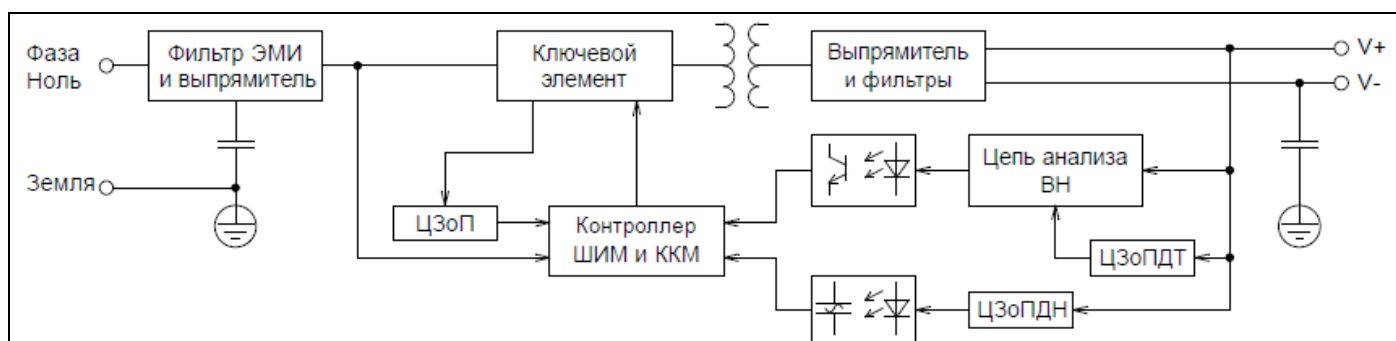 Фаза
Ноль
Фильтр ЭМИ
и выпрямитель
Ключевой
элемент
Выпрямитель
и фильтры
V+
V-
Земля
ЦЗоП
Контроллер
ШИМ и ККМ
Цепь анализа
ВН
ЦЗоПДТ
ЦЗоПДН